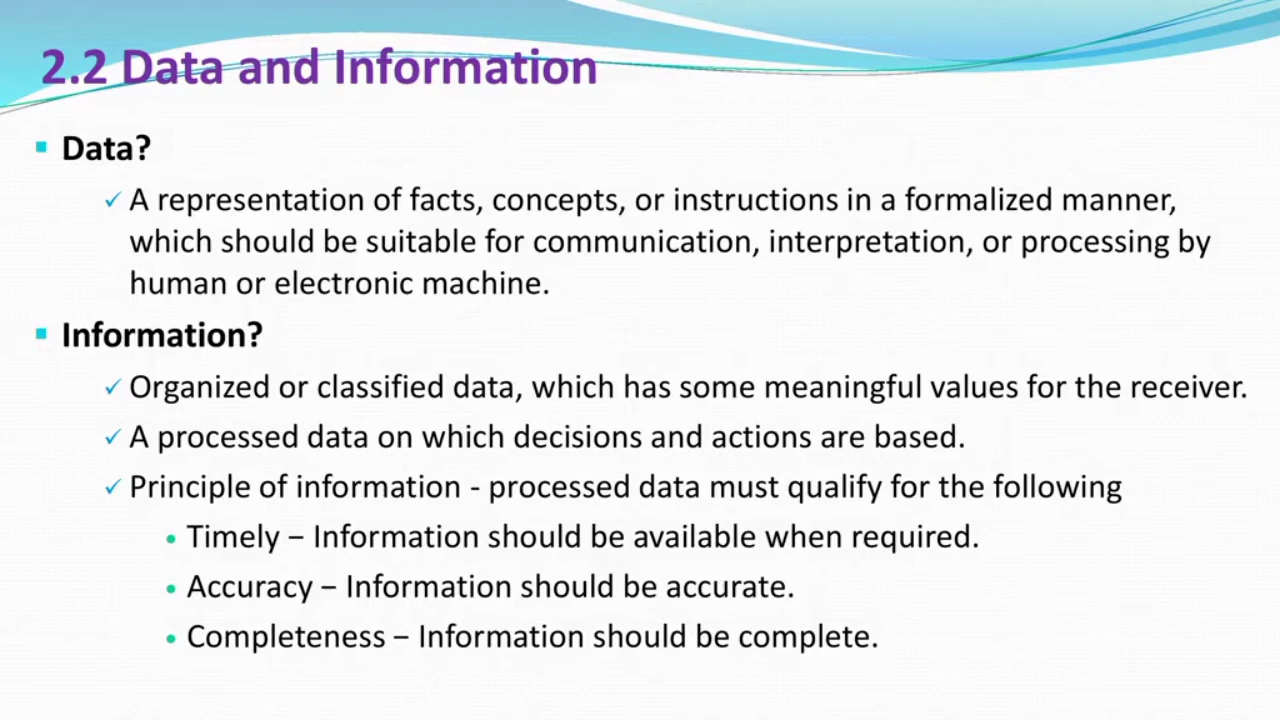 2.2 Data and Information
▪ Data?
✓ A representation of facts, concepts, or instructions in a formalized manner,
which should be suitable for communication, interpretation, or processing by
human or electronic machine.
▪ Information?
✓ Organized or classified data, which has some meaningful values for the receiver.
✓ A processed data on which decisions and actions are based.
✓ Principle of information - processed data must qualify for the following
• Timely − Information should be available when required.
• Accuracy − Information should be accurate.
• Completeness − Information should be complete.